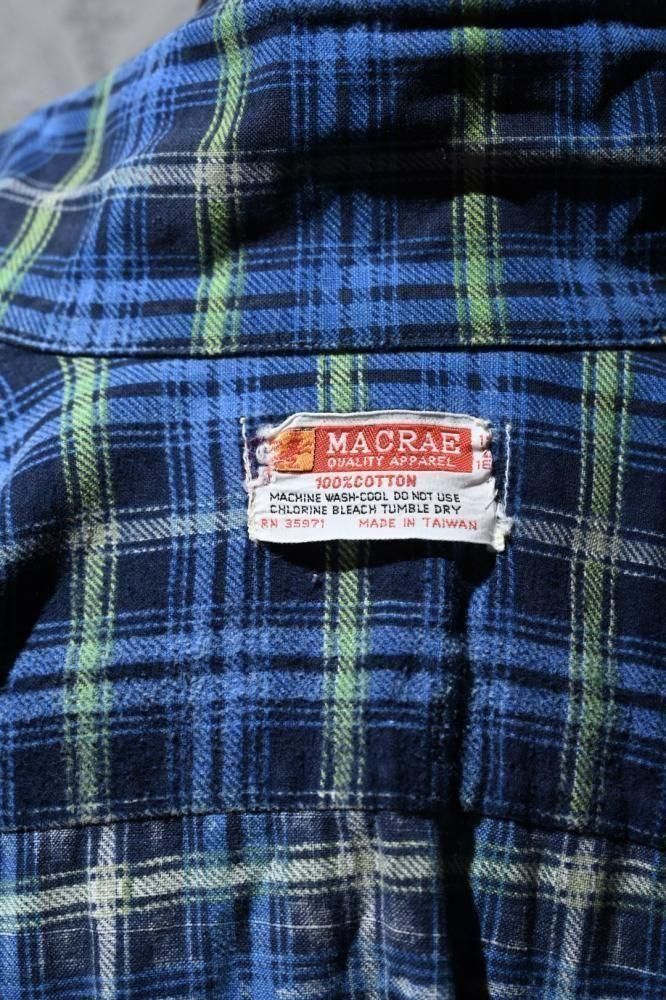 MACRAE
QUALITY APPAREL
100% COTTON
MACHINE WASH-COOL DO NOT USE
CHLORINE BLEACH TUMBLE DRY
RN 35971 MADE IN TAIWAN